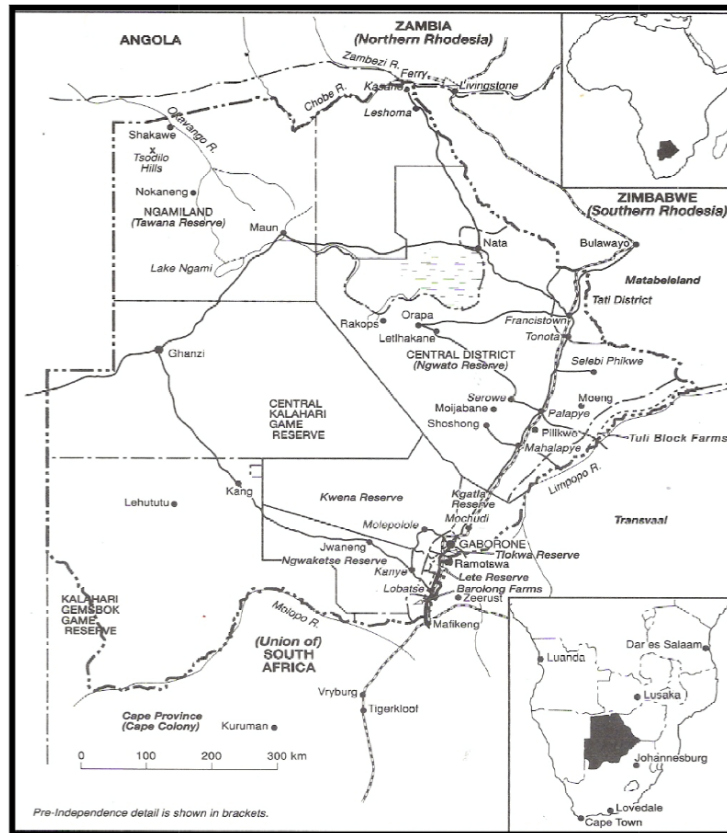 ANGOLA
ZAMBIA
(Northern Rhodesia)
Zambezi R.
Ferry
Kasane
Livingstone
Chobe R.
Leshoma
Okavango R.
Shakawe
x
Tsodilo
Hills
Nokaneng
NGAMILAND
(Tawana Reserve)
Maun
Lake Ngami
ZIMBABWE
(Southern Rhodesia)
Nata
Bulawayo
Matabeleland
Tati District
Rakops
Orapa
Letlhakane
Francistown
Tonota
Ghanzi
CENTRAL DISTRICT
(Ngwato Reserve)
Selebi Phikwe
CENTRAL
KALAHARI
GAME
RESERVE
Serowe
Moijabane
Moeng
Palapye
Shoshong
Pilikwe
Tuli Block Farms
Mahalapye
Limpopo R.
Kang
Lehututu
Kwena Reserve
Kgatla
Reserve
Transvaal
Molepolole
Mochudi
Jwaneng
GABORONE
Tlokwa Reserve
Ngwaketse Reserve
Ramotswa
Kanye
Lete Reserve
Lobatse
Barolong Farms
Zeerust
KALAHARI
GEMSBOK
GAME
RESERVE
Molopo R.
Mafikeng
(Union of)
SOUTH
AFRICA
Vryburg
Tigerkloof
Cape Province
(Cape Colony)
Kuruman
0 100 200 300 km
Luanda
Dar es Salaam
Lusaka
Johannesburg
Lovedale
Cape Town
Pre-Independence detail is shown in brackets.